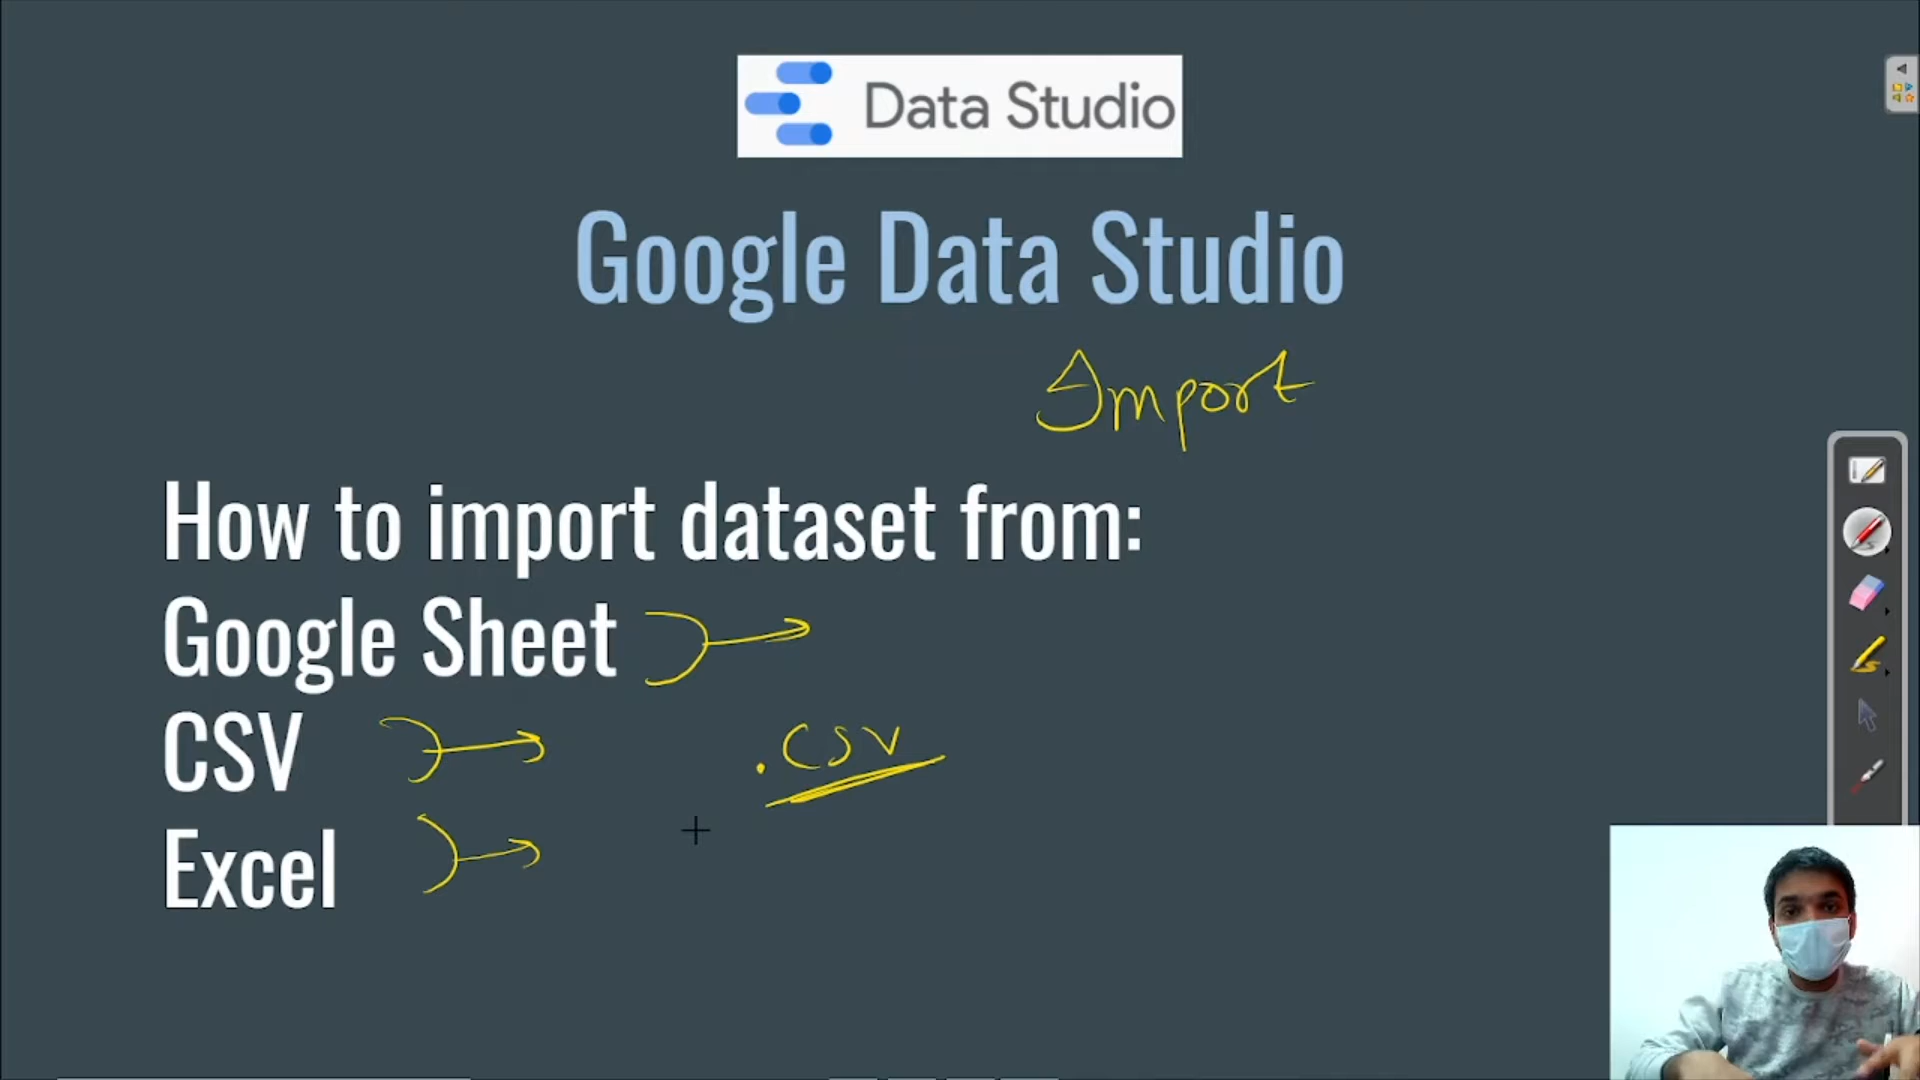 Data Studio
Google Data Studio
Import
How to import dataset from:
Google Sheet
CSV
.csv
Excel